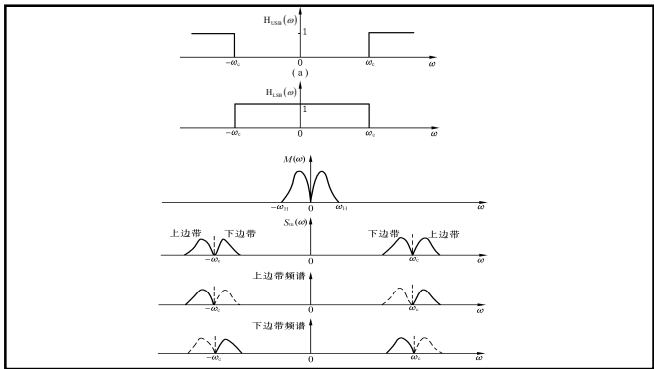 H_USB(ω)
1
-ω_c 0 ω_c ω
(a)
H_LSB(ω)
1
-ω_c 0 ω_c ω
M(ω)
-ω_H 0 ω_H ω
S_m(ω)
上边带 下边带 下边带 上边带
-ω_c 0 ω_c ω
上边带频谱
-ω_c 0 ω_c ω
下边带频谱
-ω_c 0 ω_c ω